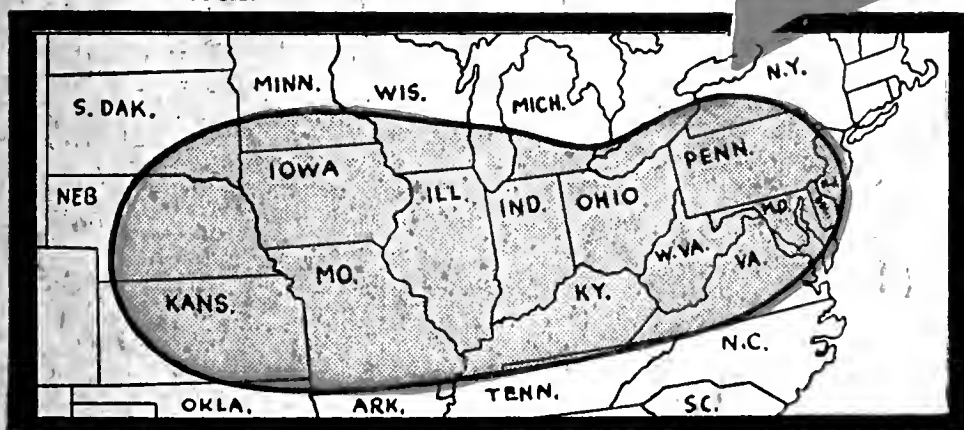 MINN.
WIS.
N.Y.
S. DAK.
MICH.
PENN.
IOWA
NEB
ILL.
IND.
OHIO
MD.
W.VA.
VA.
MO.
KY.
KANS.
N.C.
TENN.
OKLA.
ARK.
SC.